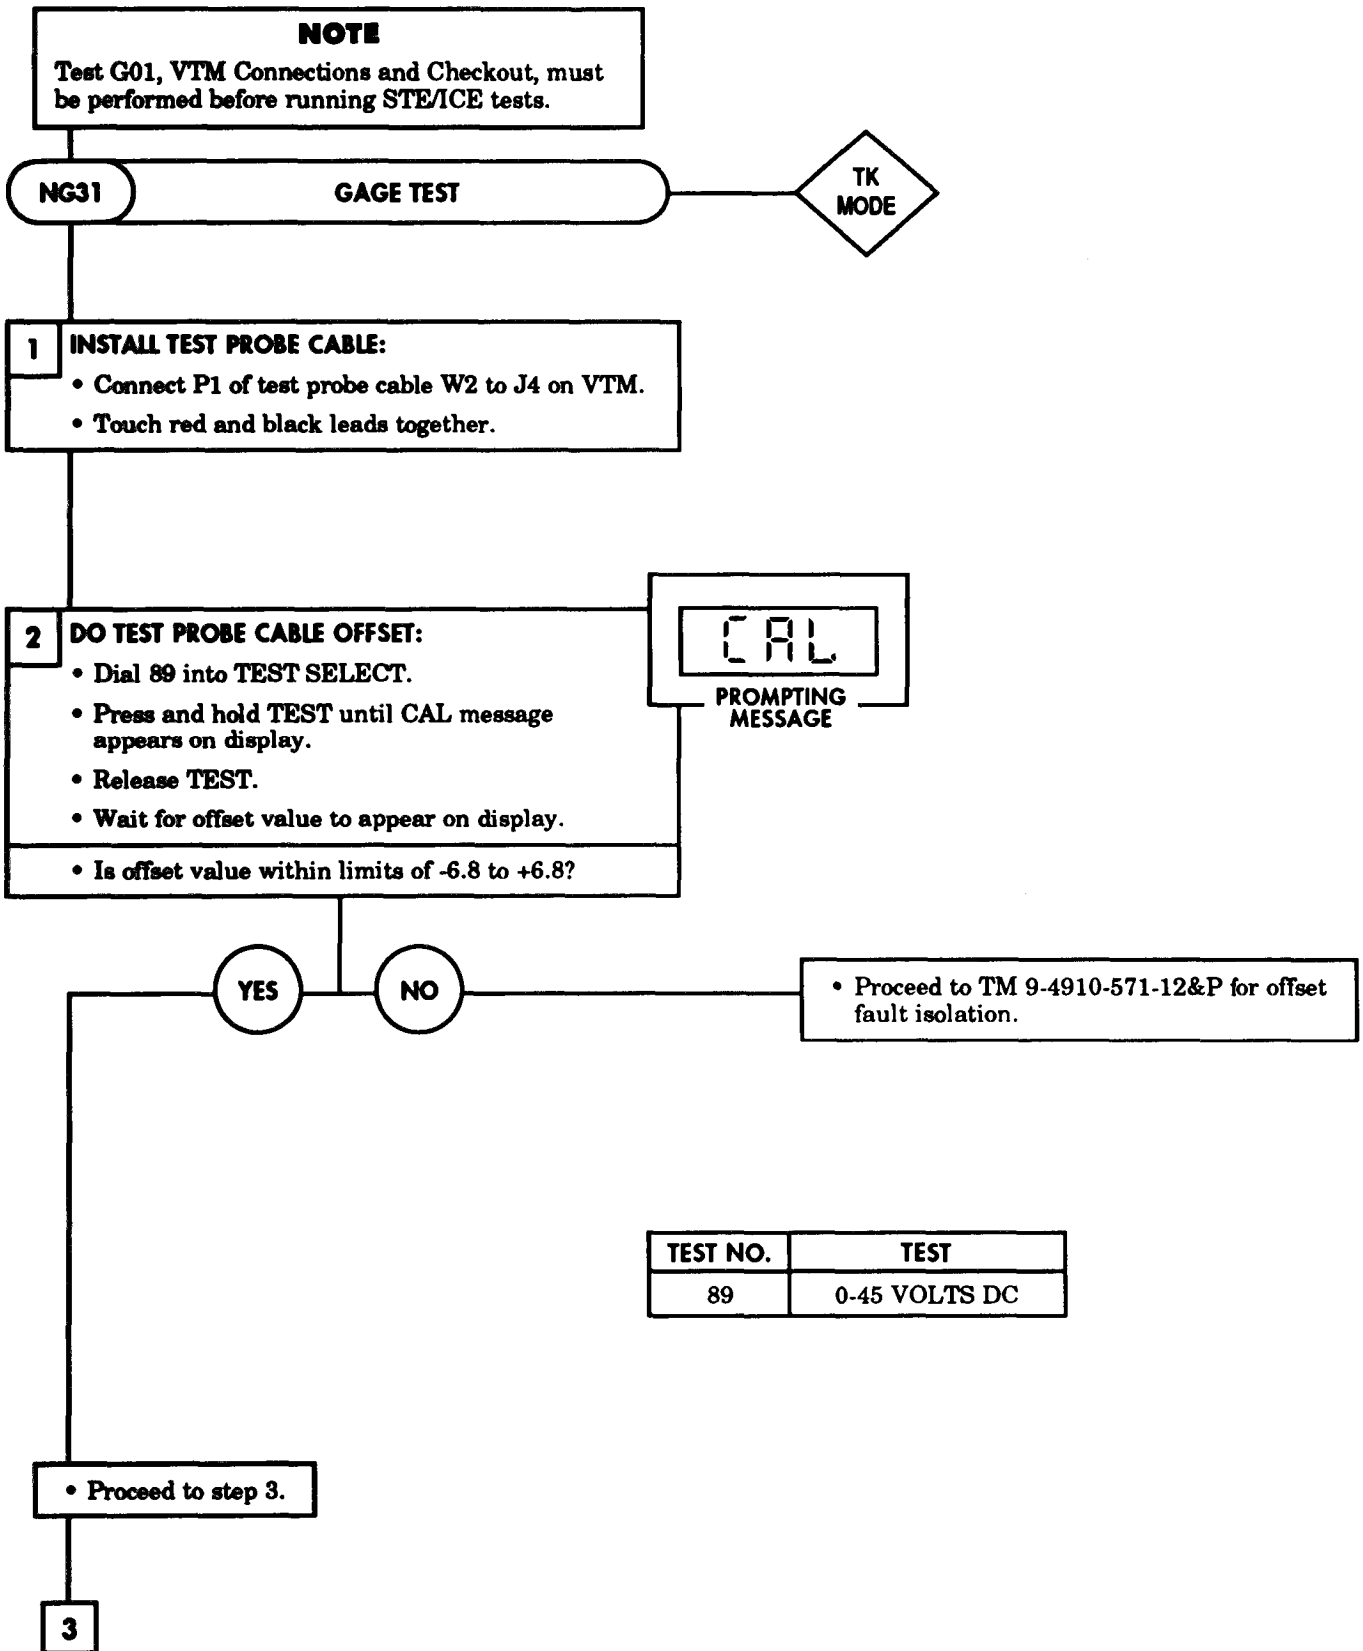 NOTE
Test G01, VTM Connections and Checkout, must
be performed before running STE/ICE tests.
NG31
GAGE TEST
TK
MODE
1
INSTALL TEST PROBE CABLE:
• Connect P1 of test probe cable W2 to J4 on VTM.
• Touch red and black leads together.
2
DO TEST PROBE CABLE OFFSET:
• Dial 89 into TEST SELECT.
• Press and hold TEST until CAL message
appears on display.
• Release TEST.
• Wait for offset value to appear on display.
• Is offset value within limits of -6.8 to +6.8?
CAL
PROMPTING
MESSAGE
YES
NO
• Proceed to TM 9-4910-571-12&P for offset
fault isolation.
TEST NO. TEST
89 0-45 VOLTS DC
• Proceed to step 3.
3